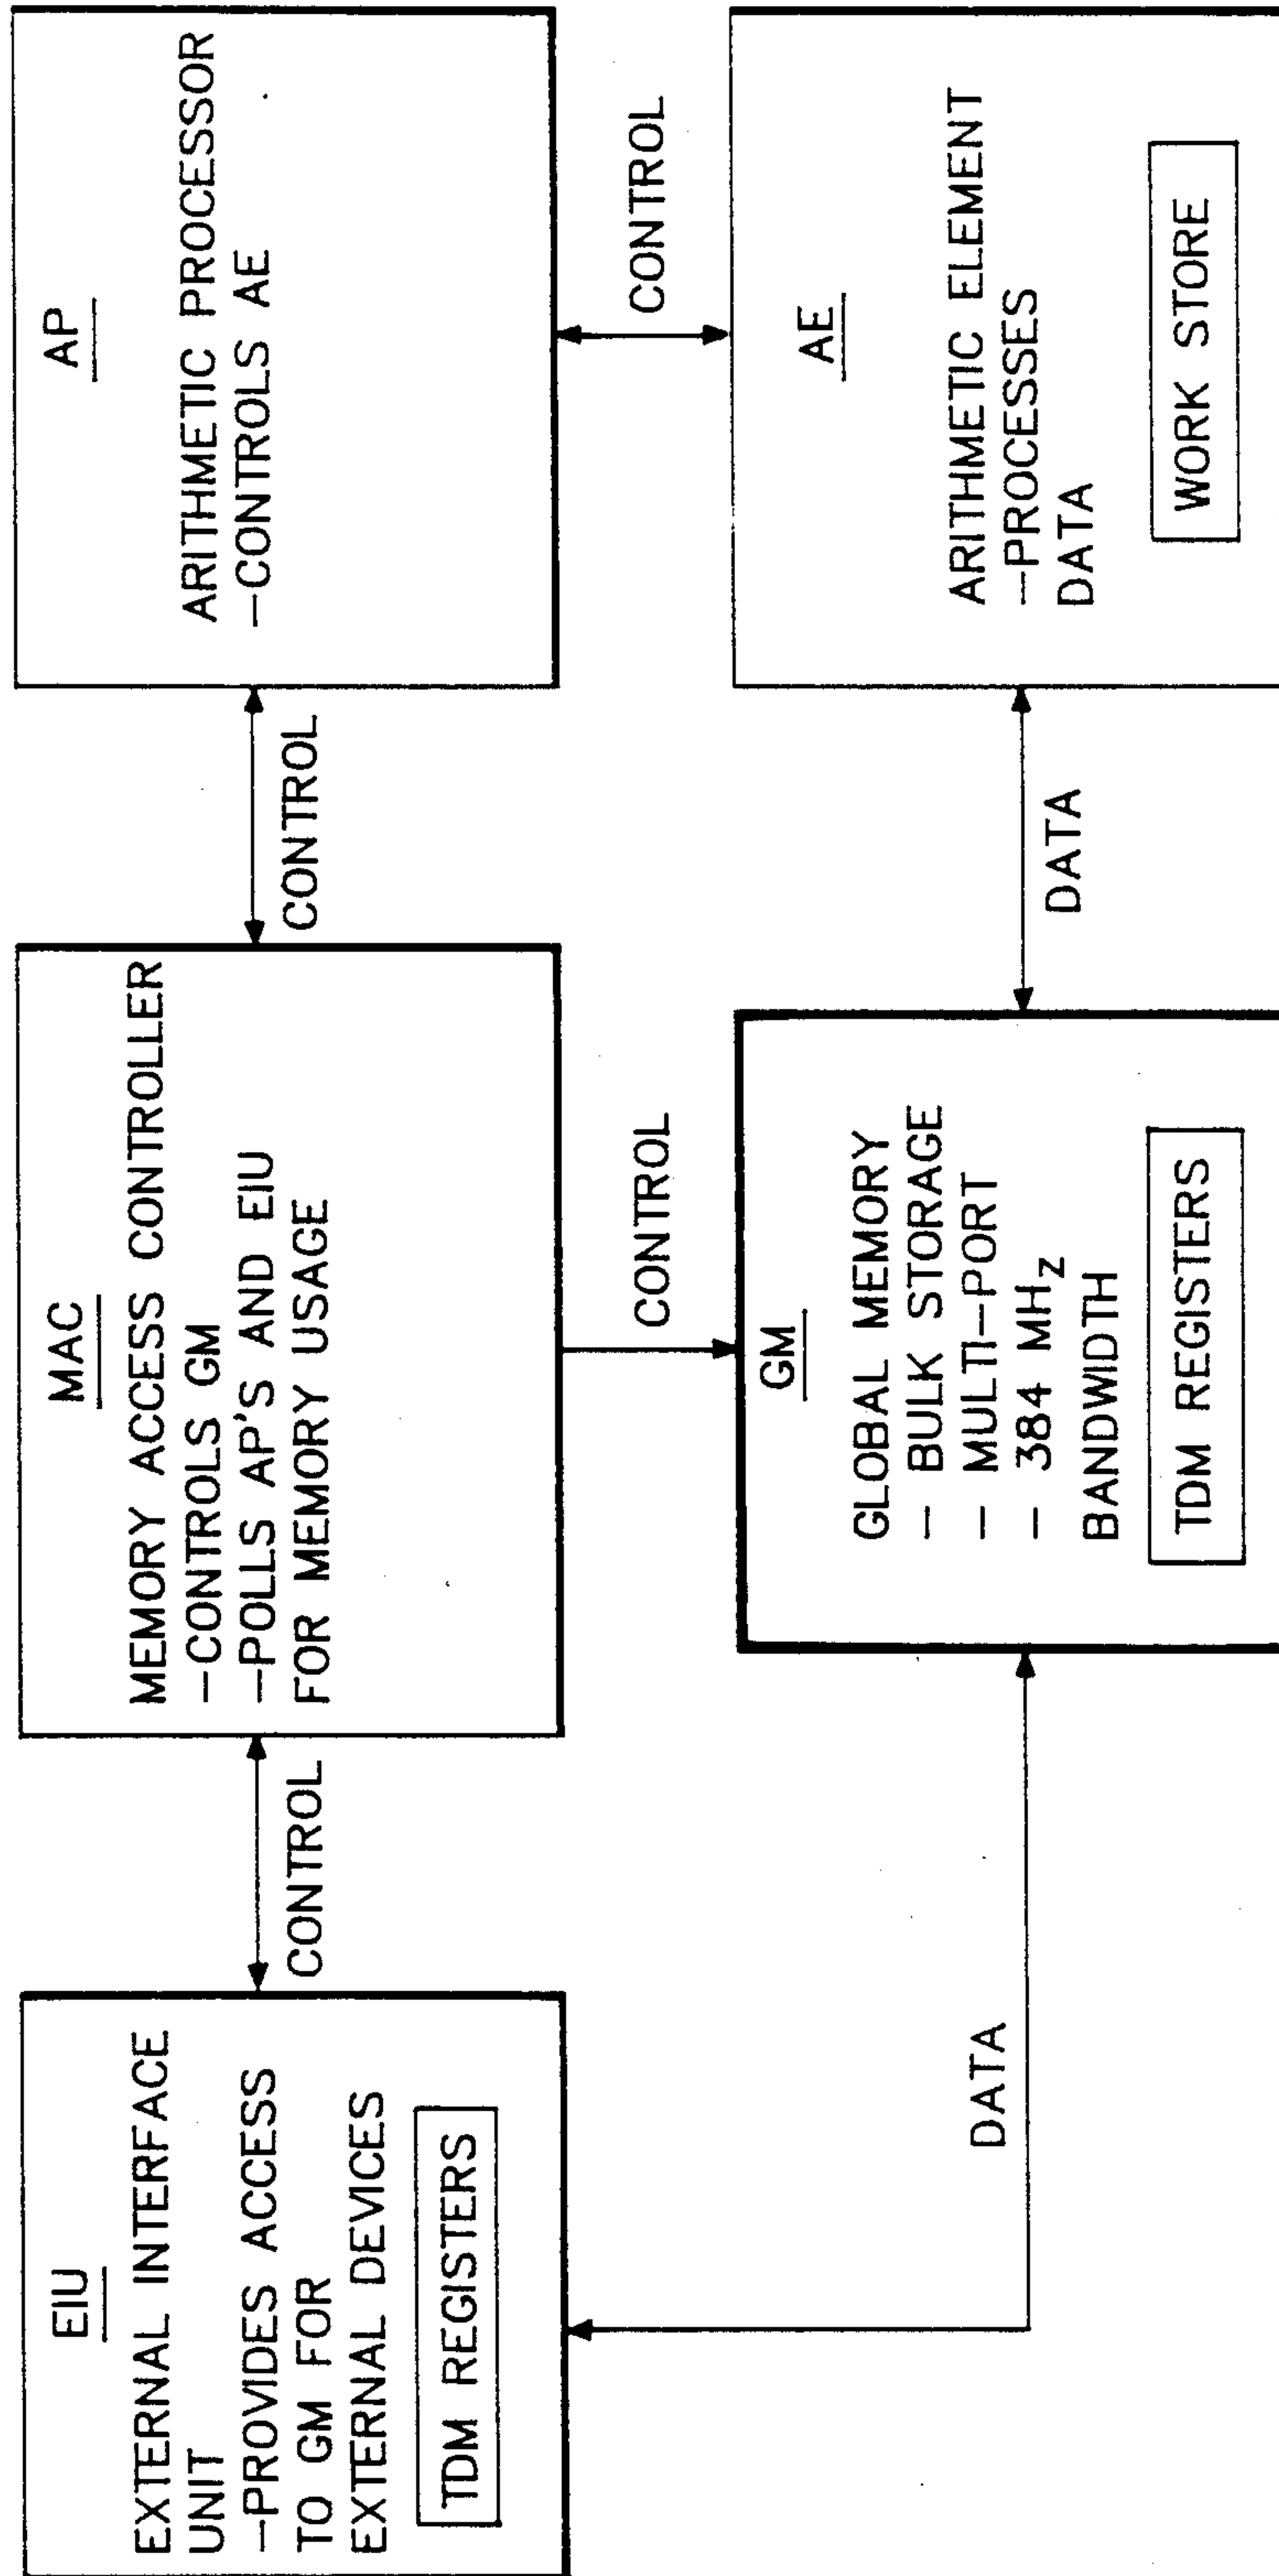 EIU
EXTERNAL INTERFACE
UNIT
—PROVIDES ACCESS
TO GM FOR
EXTERNAL DEVICES
TDM REGISTERS
CONTROL
MAC
MEMORY ACCESS CONTROLLER
—CONTROLS GM
—POLLS AP'S AND EIU
FOR MEMORY USAGE
CONTROL
AP
ARITHMETIC PROCESSOR
—CONTROLS AE
CONTROL
CONTROL
DATA
GM
GLOBAL MEMORY
— BULK STORAGE
— MULTI—PORT
— 384 MHz
BANDWIDTH
TDM REGISTERS
DATA
AE
ARITHMETIC ELEMENT
—PROCESSES
DATA
WORK STORE